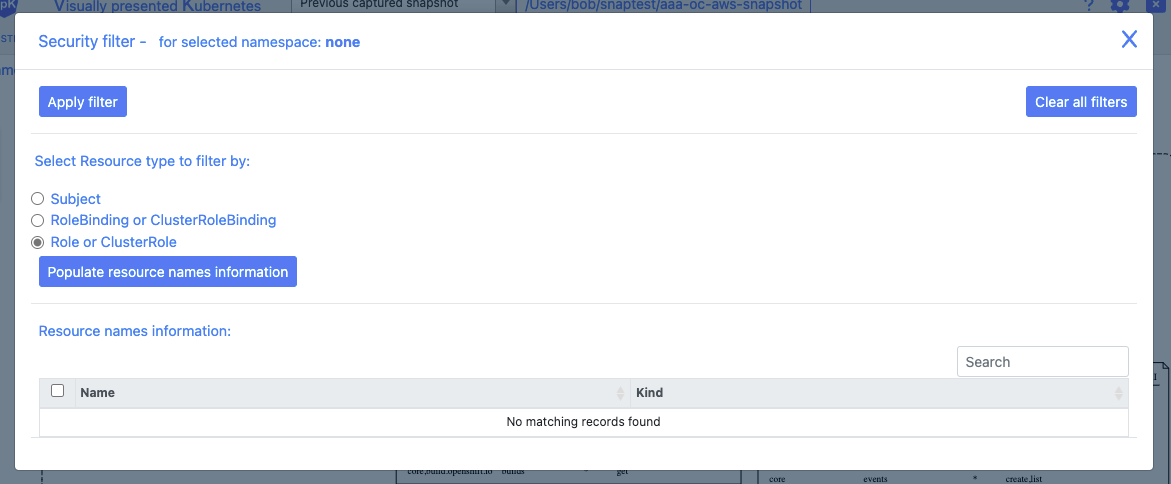 Visually presented Kubernetes Previous captured snapshot /Users/bob/snaptest/aaa-oc-aws-snapshot ?
Security filter - for selected namespace: none X
Apply filter Clear all filters
Select Resource type to filter by:
Subject
RoleBinding or ClusterRoleBinding
Role or ClusterRole
Populate resource names information
Resource names information:
Search
Name Kind
No matching records found
core,build.openshift.io builds * get
core events * create,list